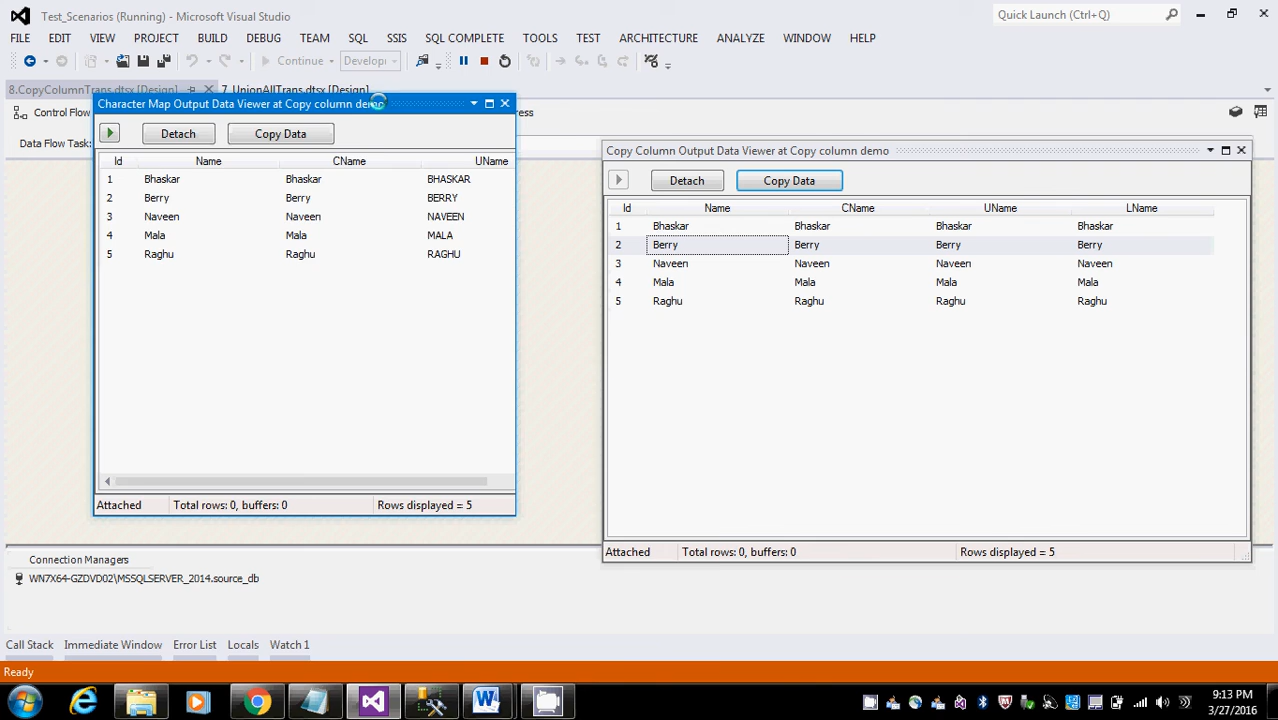 Test_Scenarios (Running) - Microsoft Visual Studio
Quick Launch (Ctrl+Q)
FILE EDIT VIEW PROJECT BUILD DEBUG TEAM SQL SSIS SQL COMPLETE TOOLS TEST ARCHITECTURE ANALYZE WINDOW HELP
Continue Developi
8.CopyColumnTrans.dtsx [Design] 7. UnionAllTrans.dtsx [Design]
Control Flow
Data Flow Task:
Character Map Output Data Viewer at Copy column demo
Detach Copy Data
Id Name CName UName
1 Bhaskar Bhaskar BHASKAR
2 Berry Berry BERRY
3 Naveen Naveen NAVEEN
4 Mala Mala MALA
5 Raghu Raghu RAGHU
Attached Total rows: 0, buffers: 0 Rows displayed = 5
Copy Column Output Data Viewer at Copy column demo
Detach Copy Data
Id Name CName UName LName
1 Bhaskar Bhaskar Bhaskar Bhaskar
2 Berry Berry Berry Berry
3 Naveen Naveen Naveen Naveen
4 Mala Mala Mala Mala
5 Raghu Raghu Raghu Raghu
Attached Total rows: 0, buffers: 0 Rows displayed = 5
Connection Managers
WN7X64-GZDVD02\MSSQLSERVER_2014.source_db
Call Stack Immediate Window Error List Locals Watch 1
Ready
9:13 PM
3/27/2016